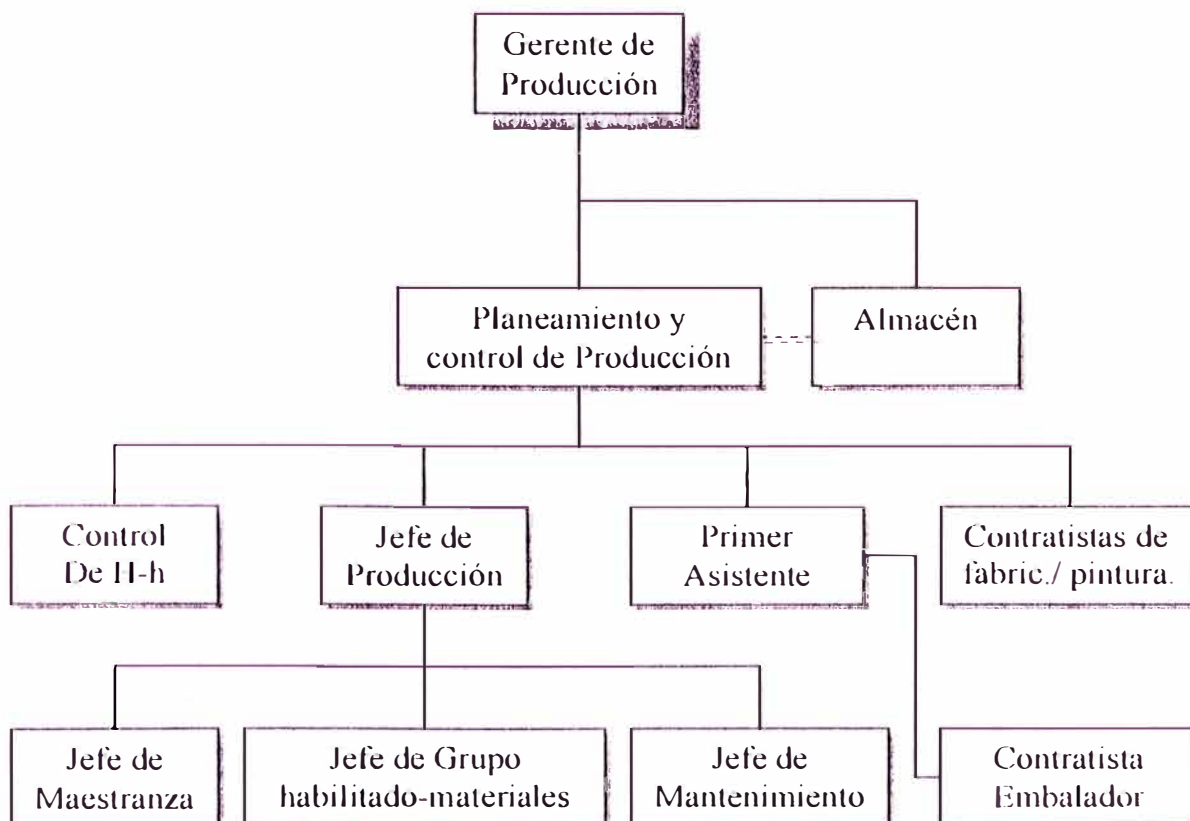 Gerente de
Producción
Planeamiento y
control de Producción
Almacén
Control
De H-h
Jefe de
Producción
Primer
Asistente
Contratistas de
fabric./ pintura.
Jefe de
Maestranza
Jefe de Grupo
habilitado-materiales
Jefe de
Mantenimiento
Contratista
Embalador